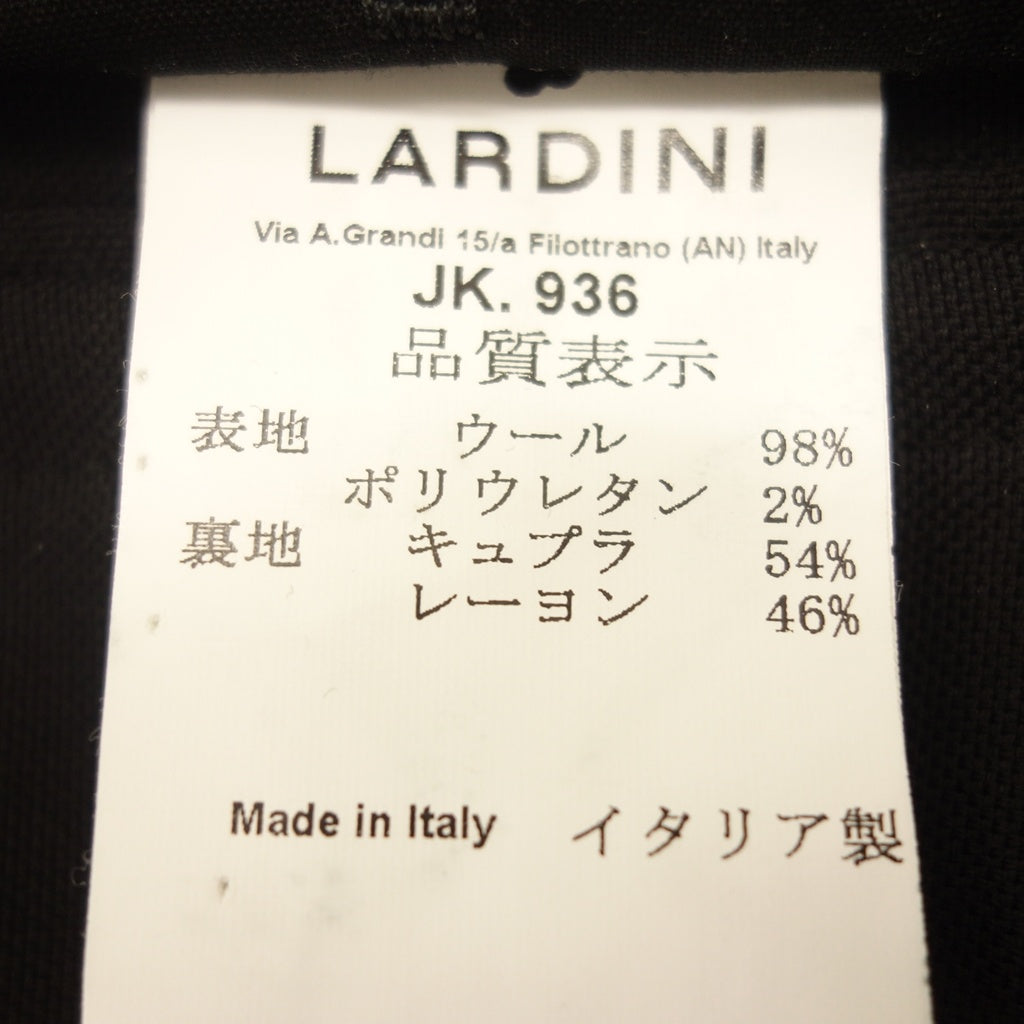 LARDINI
Via A.Grandi 15/a Filottrano (AN) Italy
JK. 936
品質表示
表地 ウール 98%
ポリウレタン 2%
裏地 キュプラ 54%
レーヨン 46%
Made in Italy イタリア製